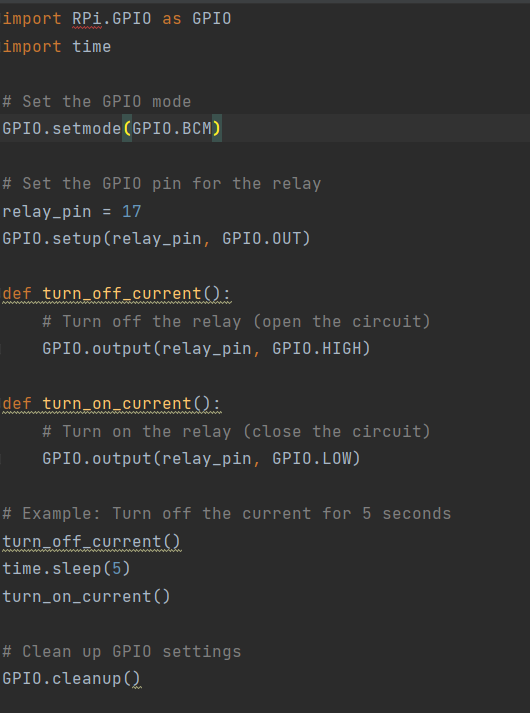 import RPi.GPIO as GPIO
import time
# Set the GPIO mode
GPIO.setmode(GPIO.BCM)
# Set the GPIO pin for the relay
relay_pin = 17
GPIO.setup(relay_pin, GPIO.OUT)
def turn_off_current():
    # Turn off the relay (open the circuit)
    GPIO.output(relay_pin, GPIO.HIGH)
def turn_on_current():
    # Turn on the relay (close the circuit)
    GPIO.output(relay_pin, GPIO.LOW)
# Example: Turn off the current for 5 seconds
turn_off_current()
time.sleep(5)
turn_on_current()
# Clean up GPIO settings
GPIO.cleanup()